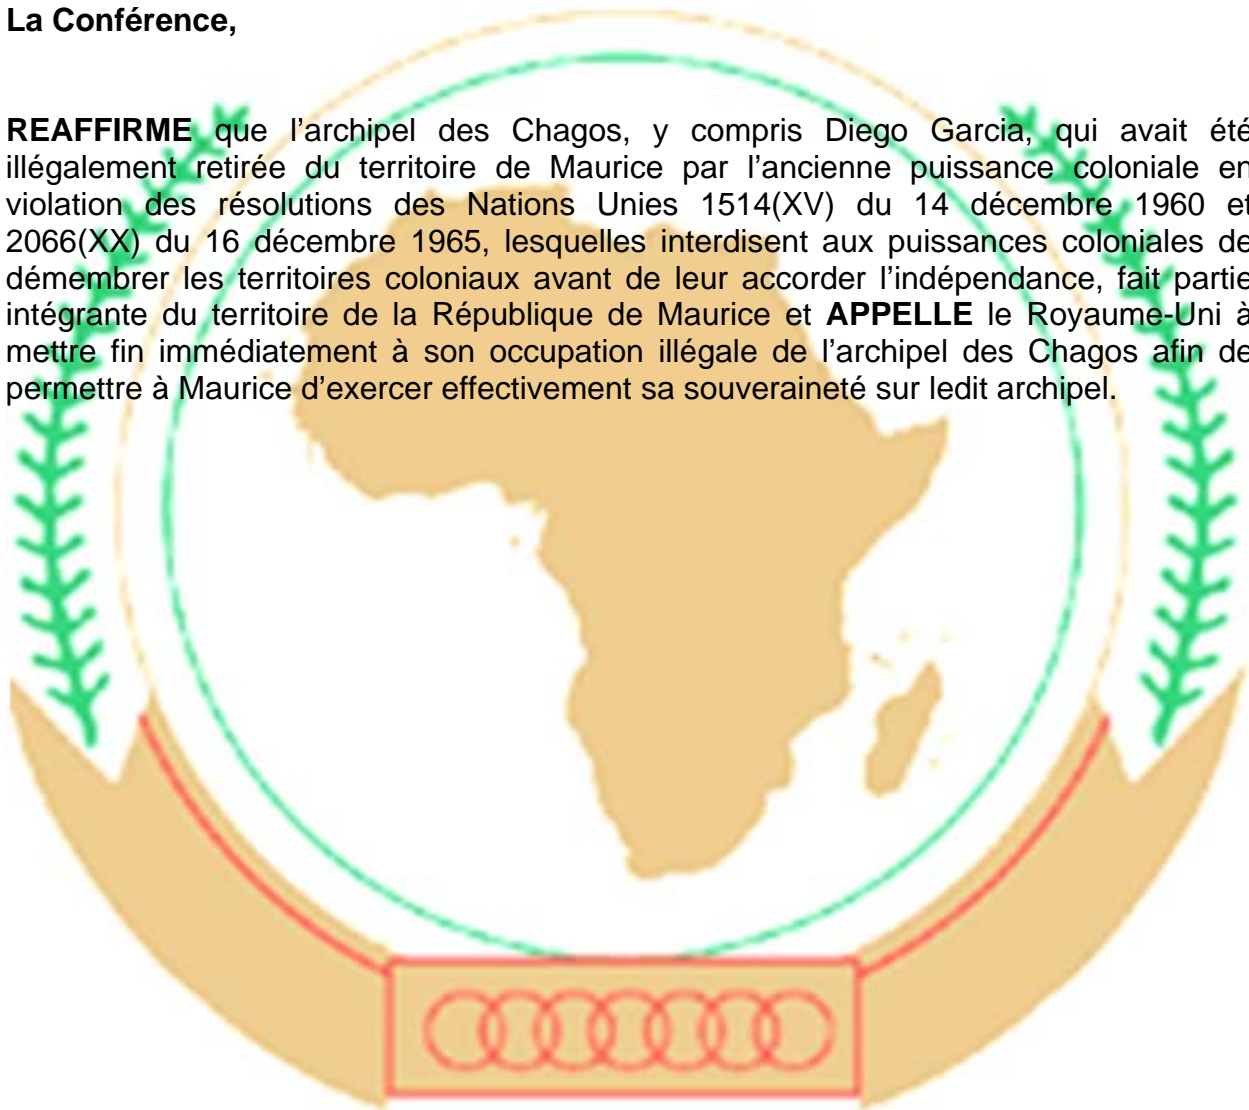 La Conférence,
REAFFIRME que l’archipel des Chagos, y compris Diego Garcia, qui avait été
illégalement retirée du territoire de Maurice par l’ancienne puissance coloniale en
violation des résolutions des Nations Unies 1514(XV) du 14 décembre 1960 et
2066(XX) du 16 décembre 1965, lesquelles interdisent aux puissances coloniales de
démembrer les territoires coloniaux avant de leur accorder l’indépendance, fait partie
intégrante du territoire de la République de Maurice et APPELLE le Royaume-Uni à
mettre fin immédiatement à son occupation illégale de l’archipel des Chagos afin de
permettre à Maurice d’exercer effectivement sa souveraineté sur ledit archipel.